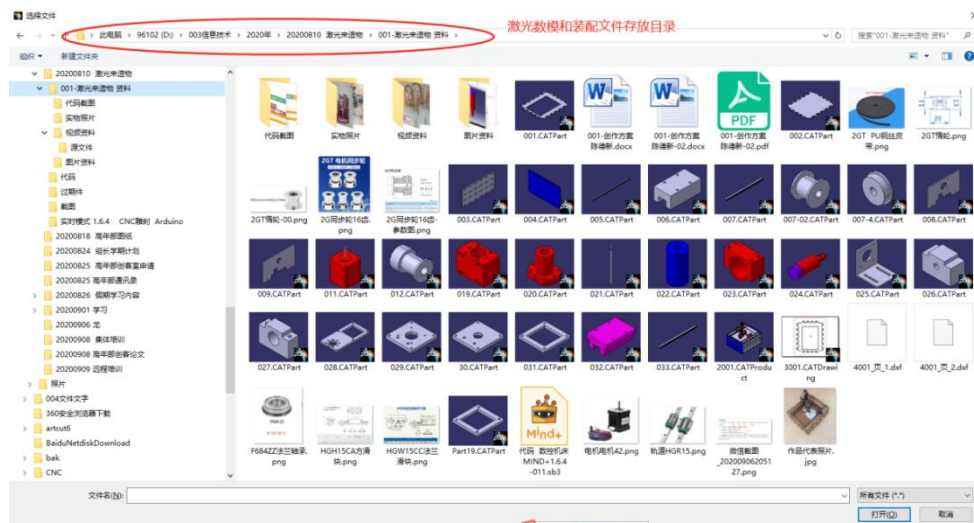 选择文件
激光数模和装配文件存放目录
此电脑 › 96102 (D:) › 003信息技术 › 2020年 › 20200810 激光来造物 › 001-激光来造物 资料 ›
搜索"001-激光来造物 资料"
组织 新建文件夹
20200810 激光来造物
001-激光来造物 资料
代码截图
实物照片
视频资料
源文件
图片资料
代码
过期件
截图
实时模式 1.6.4 CNC雕刻 Arduino
20200818 高年部图纸
20200824 组长学期计划
20200825 高年部创客室申请
20200825 高年部通讯录
20200826 假期学习内容
20200901 学习
20200906 龙
20200908 集体培训
20200908 高年部创客论文
20200909 远程培训
照片
004文件文字
360安全浏览器下载
artcut6
BaiduNetdiskDownload
bak
CNC
PDF
代码截图
实物照片
视频资料
图片资料
001.CATPart
001-创作方案 陈德新.docx
001-创作方案 陈德新-02.docx
001-创作方案 陈德新-02.pdf
002.CATPart
2GT PU钢丝皮带.png
2GT惰轮.png
2GT 电机同步轮
2GT惰轮-00.png
2G同步轮16齿.png
2G同步轮16齿-参数图.png
003.CATPart
004.CATPart
005.CATPart
006.CATPart
007.CATPart
007-02.CATPart
007-4.CATPart
008.CATPart
009.CATPart
011.CATPart
012.CATPart
019.CATPart
020.CATPart
021.CATPart
022.CATPart
023.CATPart
024.CATPart
025.CATPart
026.CATPart
027.CATPart
028.CATPart
029.CATPart
031.CATPart
032.CATPart
033.CATPart
2001.CATProduct
3001.CATDrawing
4001_页_1.dxf
4001_页_2.dxf
Mind+
F684ZZ法兰轴承.png
HGH15CA方滑块.png
HGW15CC法兰滑块.png
Part19.CATPart
代码 数控机床 MIND+1.6.4-011.sb3
电机电机42.png
轨道HGR15.png
微信截图_20200906205127.png
作品代表照片.jpg
文件名(N):
所有文件 (*.*)
打开(O) 取消